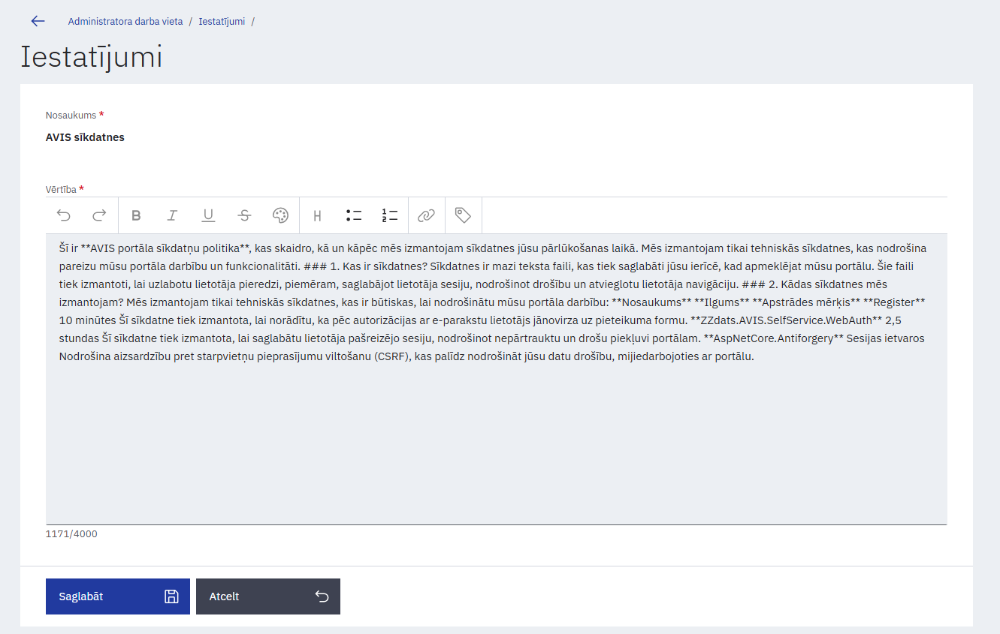 Administratora darba vieta / Iestatījumi /
Iestatījumi
Nosaukums *
AVIS sīkdatnes
Vērtība *
B I U S H 1 2
Šī ir **AVIS portāla sīkdatņu politika**, kas skaidro, kā un kāpēc mēs izmantojam sīkdatnes jūsu pārlūkošanas laikā. Mēs izmantojam tikai tehniskās sīkdatnes, kas nodrošina
pareizu mūsu portāla darbību un funkcionalitāti. ### 1. Kas ir sīkdatnes? Sīkdatnes ir mazi teksta faili, kas tiek saglabāti jūsu ierīcē, kad apmeklējat mūsu portālu. Šie faili
tiek izmantoti, lai uzlabotu lietotāja pieredzi, piemēram, saglabājot lietotāja sesiju, nodrošinot drošību un atvieglotu lietotāja navigāciju. ### 2. Kādas sīkdatnes mēs
izmantojam? Mēs izmantojam tikai tehniskās sīkdatnes, kas ir būtiskas, lai nodrošinātu mūsu portāla darbību: **Nosaukums** **Ilgums** **Apstrādes mērķis** **Register**
10 minūtes Šī sīkdatne tiek izmantota, lai norādītu, ka pēc autorizācijas ar e-parakstu lietotājs jānovirza uz pieteikuma formu. **ZZdats.AVIS.SelfService.WebAuth** 2,5
stundas Šī sīkdatne tiek izmantota, lai saglabātu lietotāja pašreizējo sesiju, nodrošinot nepārtrauktu un drošu piekļuvi portālam. **AspNetCore.Antiforgery** Sesijas ietvaros
Nodrošina aizsardzību pret starpvietņu pieprasījumu viltošanu (CSRF), kas palīdz nodrošināt jūsu datu drošību, mijiedarbojoties ar portālu.
1171/4000
Saglabāt
Atcelt